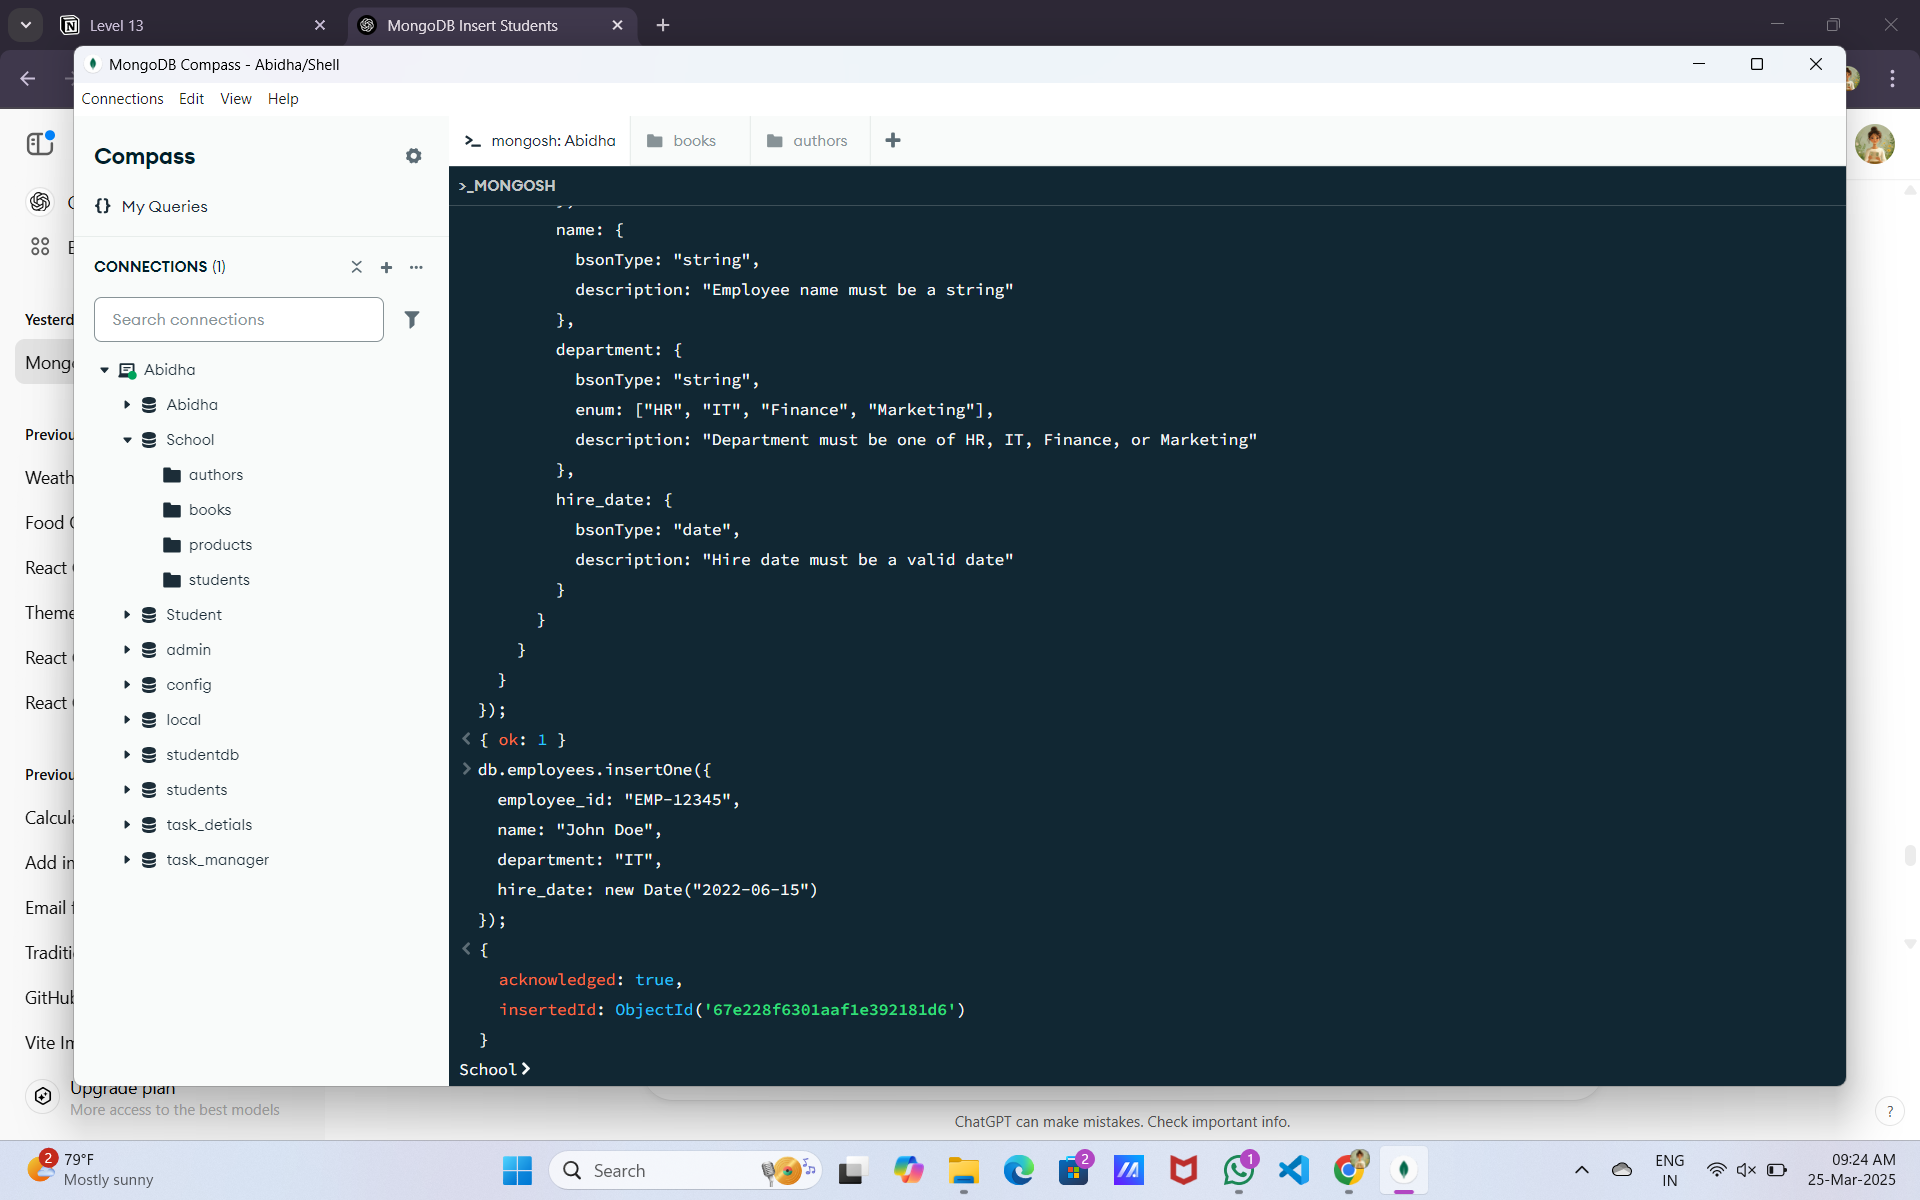 Level 13
MongoDB Insert Students
MongoDB Compass - Abidha/Shell
Connections Edit View Help
Compass
My Queries
CONNECTIONS (1)
Search connections
Abidha
Abidha
School
authors
books
products
students
Student
admin
config
local
studentdb
students
task_detials
task_manager
>_ mongosh: Abidha
books
authors
>_MONGOSH
name: {
bsonType: "string",
description: "Employee name must be a string"
},
department: {
bsonType: "string",
enum: ["HR", "IT", "Finance", "Marketing"],
description: "Department must be one of HR, IT, Finance, or Marketing"
},
hire_date: {
bsonType: "date",
description: "Hire date must be a valid date"
}
}
}
}
});
< { ok: 1 }
> db.employees.insertOne({
employee_id: "EMP-12345",
name: "John Doe",
department: "IT",
hire_date: new Date("2022-06-15")
});
< {
acknowledged: true,
insertedId: ObjectId('67e228f6301aaf1e392181d6')
}
School>
Yesterd
Mong
Previou
Weath
Food
React
Theme
React
React
Previou
Calcul
Add in
Email
Traditi
GitHub
Vite In
Upgrade plan
More access to the best models
ChatGPT can make mistakes. Check important info.
?
2
79°F
Mostly sunny
Search
2
1
ENG
IN
09:24 AM
25-Mar-2025